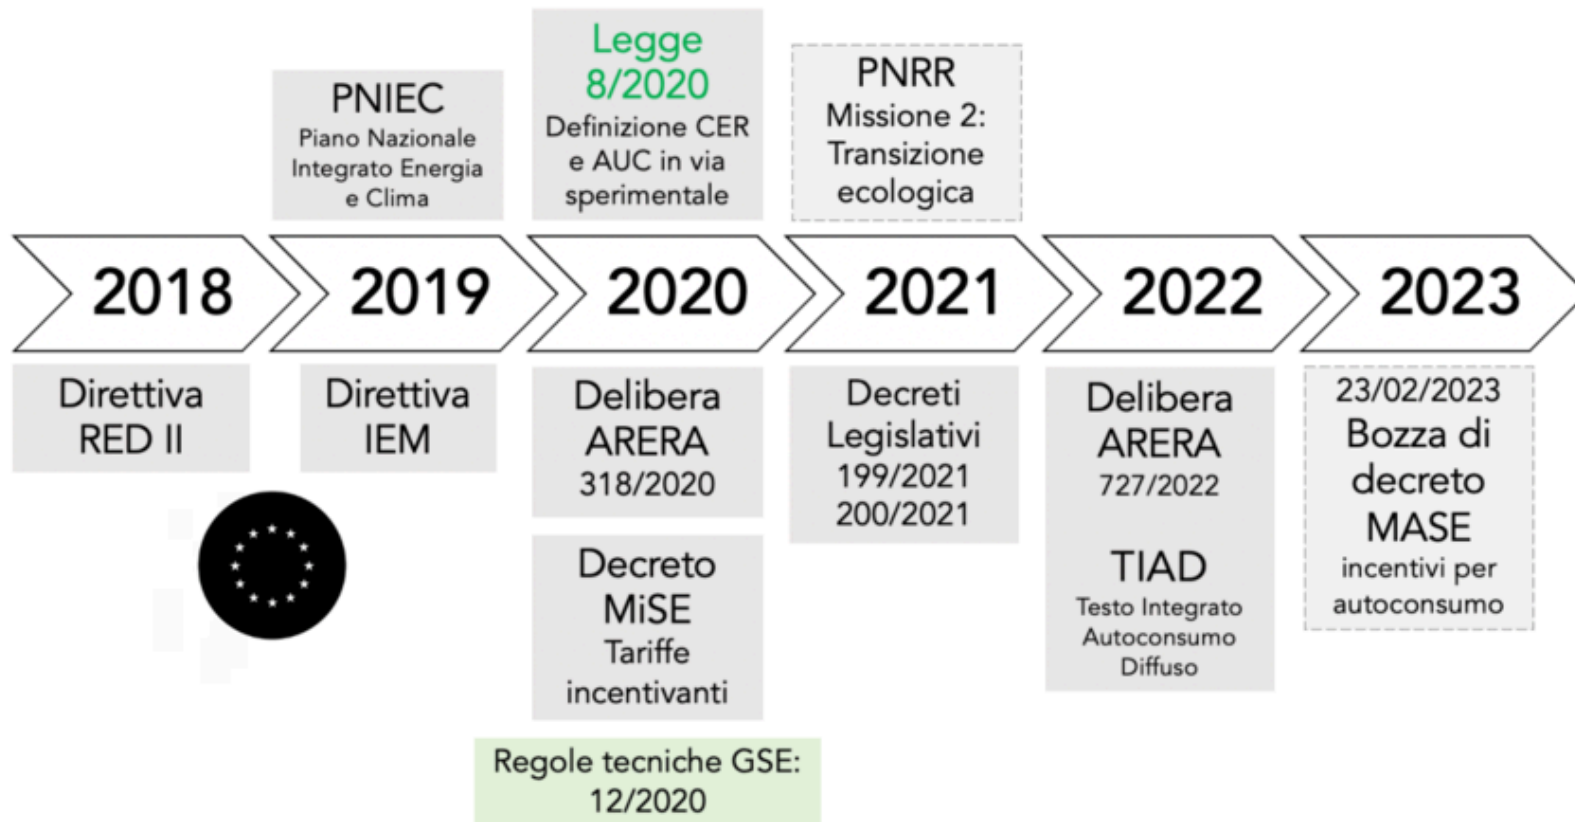 PNIEC
Piano Nazionale
Integrato Energia
e Clima
Legge
8/2020
Definizione CER
e AUC in via
sperimentale
PNRR
Missione 2:
Transizione
ecologica
2018
2019
2020
2021
2022
2023
Direttiva
RED II
Direttiva
IEM
Delibera
ARERA
318/2020
Decreto
MiSE
Tariffe
incentivanti
Regole tecniche GSE:
12/2020
Decreti
Legislativi
199/2021
200/2021
Delibera
ARERA
727/2022
TIAD
Testo Integrato
Autoconsumo
Diffuso
23/02/2023
Bozza di
decreto
MASE
incentivi per
autoconsumo